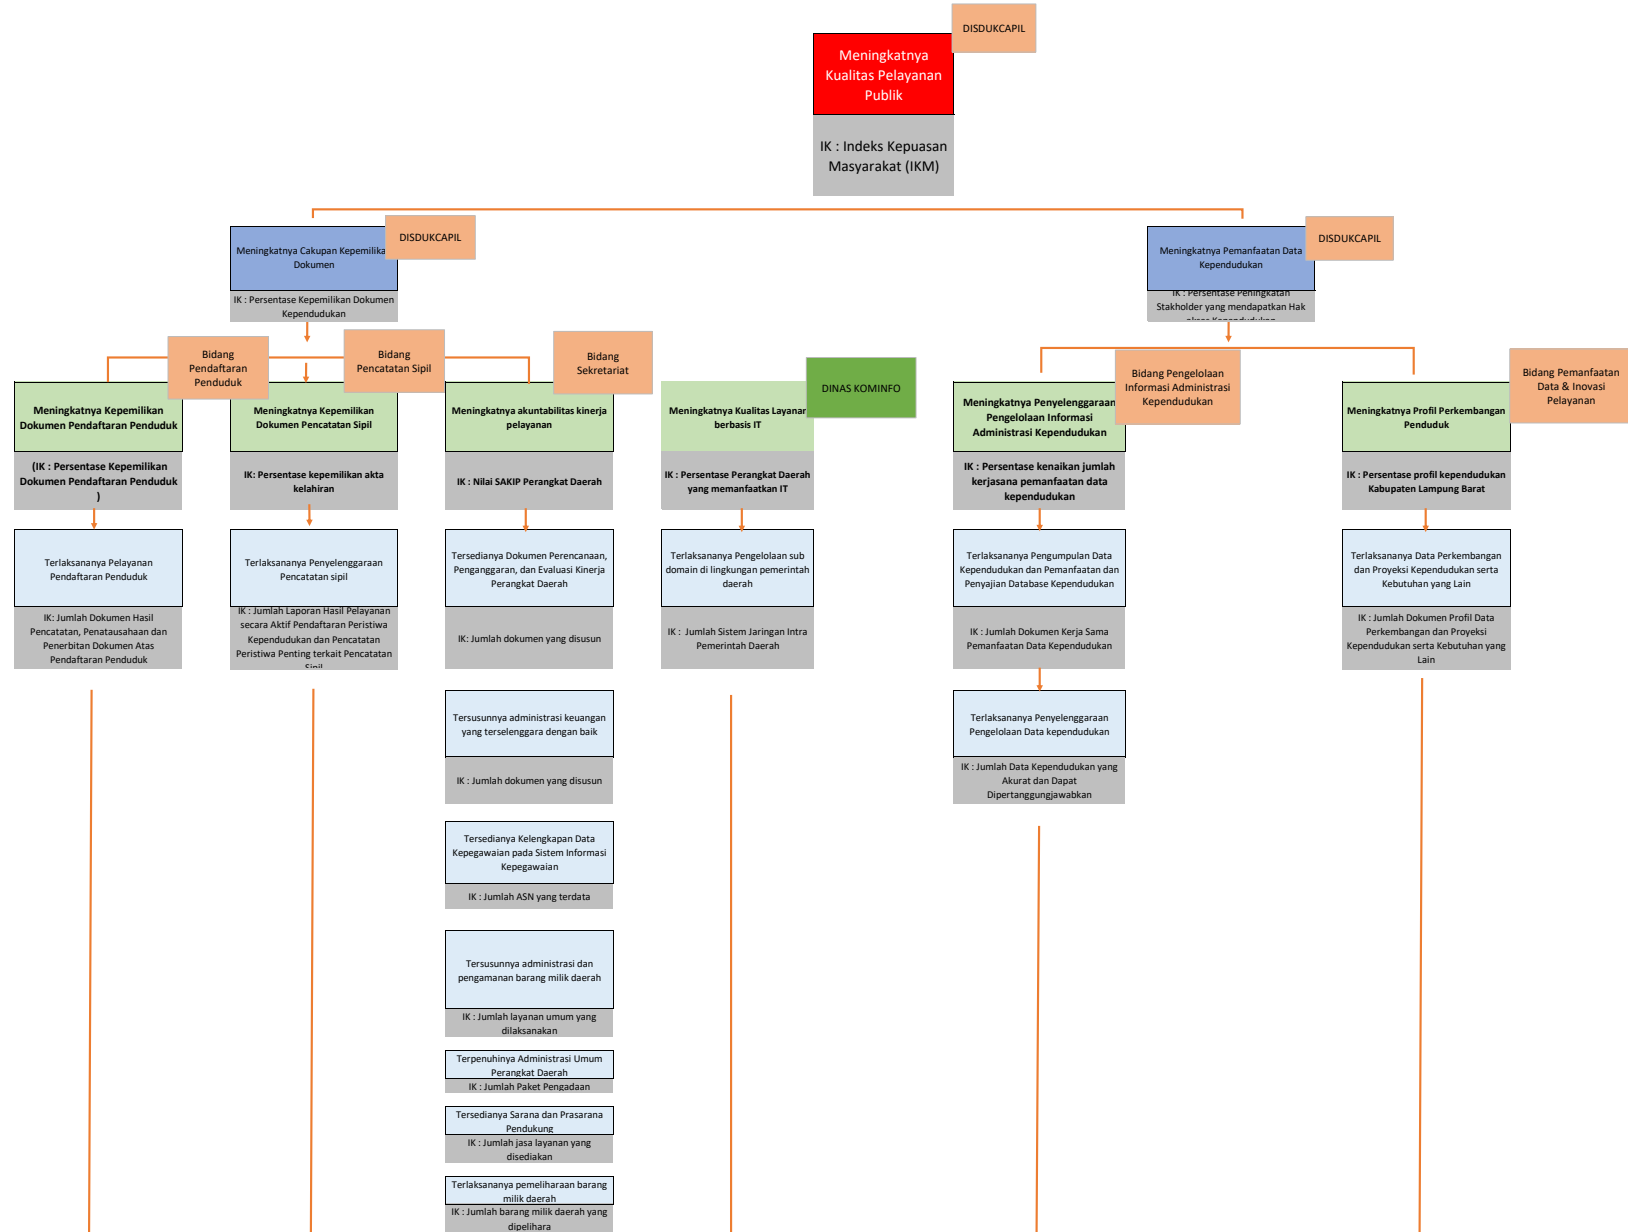 DISDUKCAPIL
Meningkatnya
Kualitas Pelayanan
Publik
IK : Indeks Kepuasan
Masyarakat (IKM)
DISDUKCAPIL
Meningkatnya Cakupan Kepemilika
Dokumen
IK : Persentase Kepemilikan Dokumen
Kependudukan
DISDUKCAPIL
Meningkatnya Pemanfaatan Data
Kependudukan
IK : Persentase Peningkatan
Stakholder yang mendapatkan Hak
akses Kependudukan
Bidang
Pendaftaran
Penduduk
Bidang
Pencatatan Sipil
Bidang
Sekretariat
DINAS KOMINFO
Bidang Pengelolaan
Informasi Administrasi
Kependudukan
Bidang Pemanfaatan
Data & Inovasi
Pelayanan
Meningkatnya Kepemilikan
Dokumen Pendaftaran Penduduk
(IK : Persentase Kepemilikan
Dokumen Pendaftaran Penduduk
)
Terlaksananya Pelayanan
Pendaftaran Penduduk
IK: Jumlah Dokumen Hasil
Pencatatan, Penatausahaan dan
Penerbitan Dokumen Atas
Pendaftaran Penduduk
Meningkatnya Kepemilikan
Dokumen Pencatatan Sipil
IK: Persentase kepemilikan akta
kelahiran
Terlaksananya Penyelenggaraan
Pencatatan sipil
IK : Jumlah Laporan Hasil Pelayanan
secara Aktif Pendaftaran Peristiwa
Kependudukan dan Pencatatan
Peristiwa Penting terkait Pencatatan
Sipil
Meningkatnya akuntabilitas kinerja
pelayanan
IK : Nilai SAKIP Perangkat Daerah
Tersedianya Dokumen Perencanaan,
Penganggaran, dan Evaluasi Kinerja
Perangkat Daerah
IK: Jumlah dokumen yang disusun
Tersusunnya administrasi keuangan
yang terselenggara dengan baik
IK : Jumlah dokumen yang disusun
Tersedianya Kelengkapan Data
Kepegawaian pada Sistem Informasi
Kepegawaian
IK : Jumlah ASN yang terdata
Tersusunnya administrasi dan
pengamanan barang milik daerah
IK : Jumlah layanan umum yang
dilaksanakan
Terpenuhinya Administrasi Umum
Perangkat Daerah
IK : Jumlah Paket Pengadaan
Tersedianya Sarana dan Prasarana
Pendukung
IK : Jumlah jasa layanan yang
disediakan
Terlaksananya pemeliharaan barang
milik daerah
IK : Jumlah barang milik daerah yang
dipelihara
Meningkatnya Kualitas Layanan
berbasis IT
IK : Persentase Perangkat Daerah
yang memanfaatkan IT
Terlaksananya Pengelolaan sub
domain di lingkungan pemerintah
daerah
IK : Jumlah Sistem Jaringan Intra
Pemerintah Daerah
Meningkatnya Penyelenggaraan
Pengelolaan Informasi
Administrasi Kependudukan
IK : Persentase kenaikan jumlah
kerjasana pemanfaatan data
kependudukan
Terlaksananya Pengumpulan Data
Kependudukan dan Pemanfaatan dan
Penyajian Database Kependudukan
IK : Jumlah Dokumen Kerja Sama
Pemanfaatan Data Kependudukan
Terlaksananya Penyelenggaraan
Pengelolaan Data kependudukan
IK : Jumlah Data Kependudukan yang
Akurat dan Dapat
Dipertanggungjawabkan
Meningkatnya Profil Perkembangan
Penduduk
IK : Persentase profil kependudukan
Kabupaten Lampung Barat
Terlaksananya Data Perkembangan
dan Proyeksi Kependudukan serta
Kebutuhan yang Lain
IK : Jumlah Dokumen Profil Data
Perkembangan dan Proyeksi
Kependudukan serta Kebutuhan yang
Lain